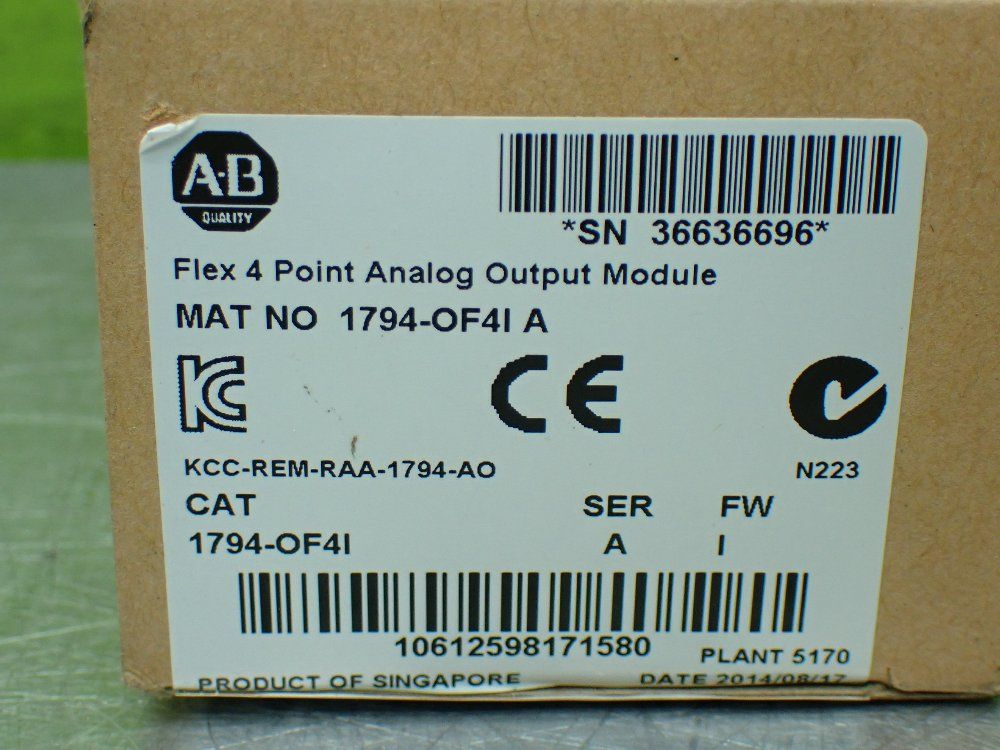 A·B
QUALITY
*SN 36636696*
Flex 4 Point Analog Output Module
MAT NO 1794-OF4I A
KC
CE
KCC-REM-RAA-1794-AO
N223
CAT SER FW
1794-OF4I A I
10612598171580
PLANT 5170
PRODUCT OF SINGAPORE DATE 2014/08/17